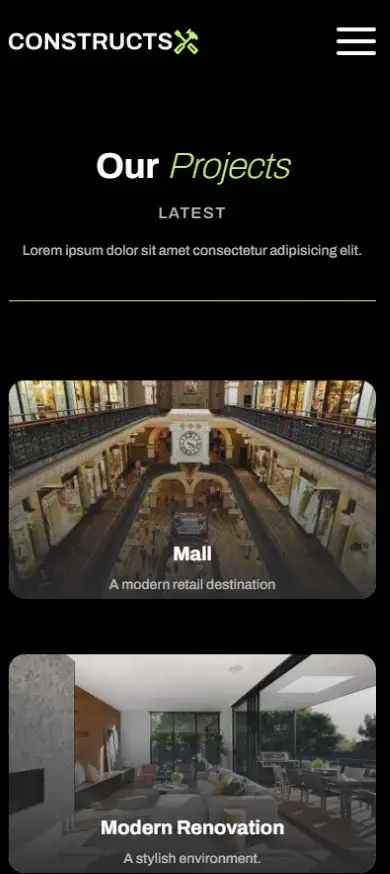 CONSTRUCTS
Our Projects
LATEST
Lorem ipsum dolor sit amet consectetur adipisicing elit.
Mall
A modern retail destination
Modern Renovation
A stylish environment.